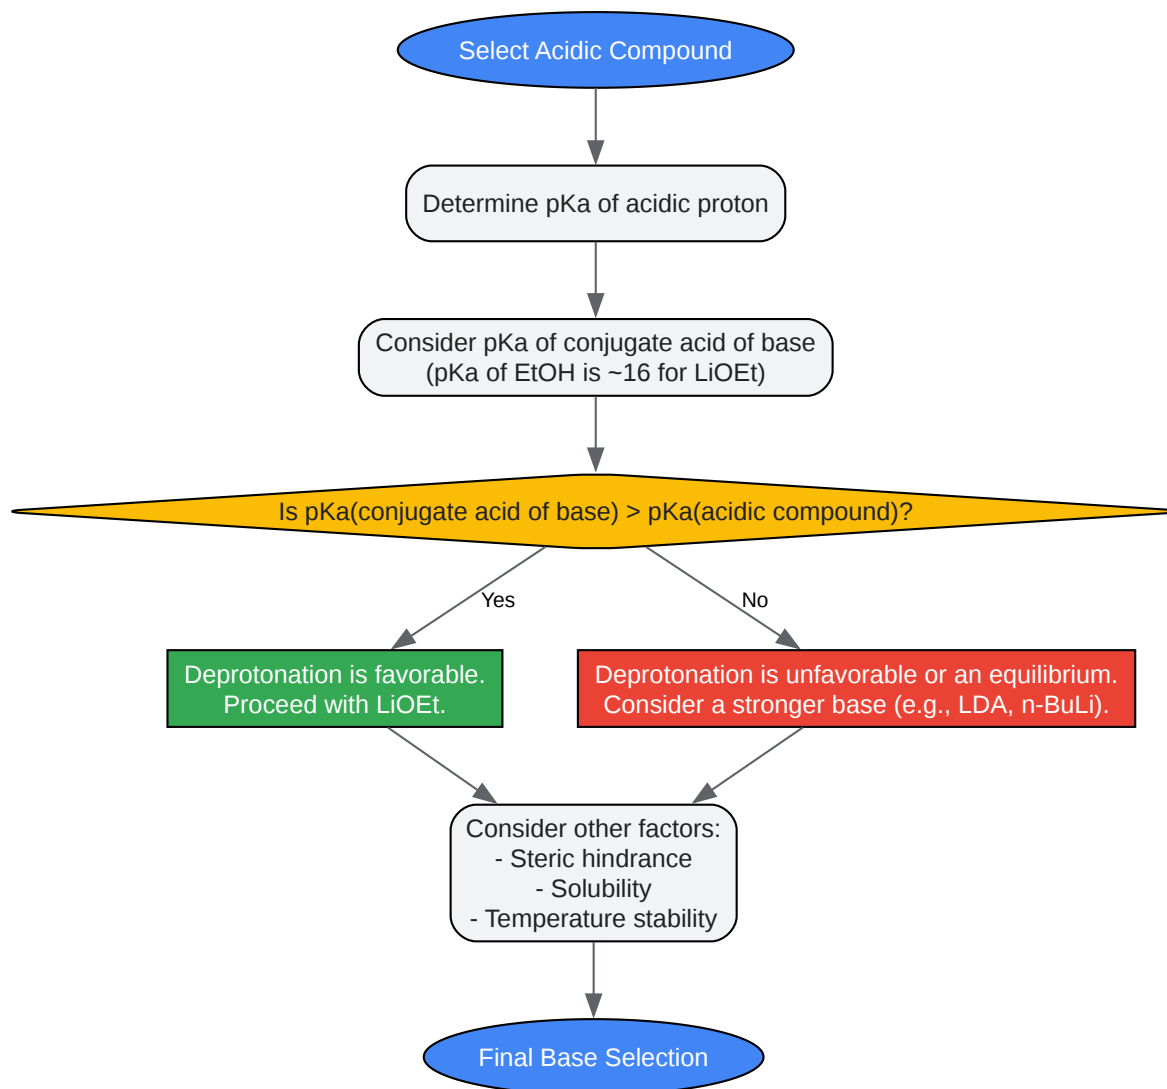 Select Acidic Compound
Determine pKa of acidic proton
Consider pKa of conjugate acid of base
(pKa of EtOH is ~16 for LiOEt)
Is pKa(conjugate acid of base) > pKa(acidic compound)?
Yes
No
Deprotonation is favorable.
Proceed with LiOEt.
Deprotonation is unfavorable or an equilibrium.
Consider a stronger base (e.g., LDA, n-BuLi).
Consider other factors:
- Steric hindrance
- Solubility
- Temperature stability
Final Base Selection